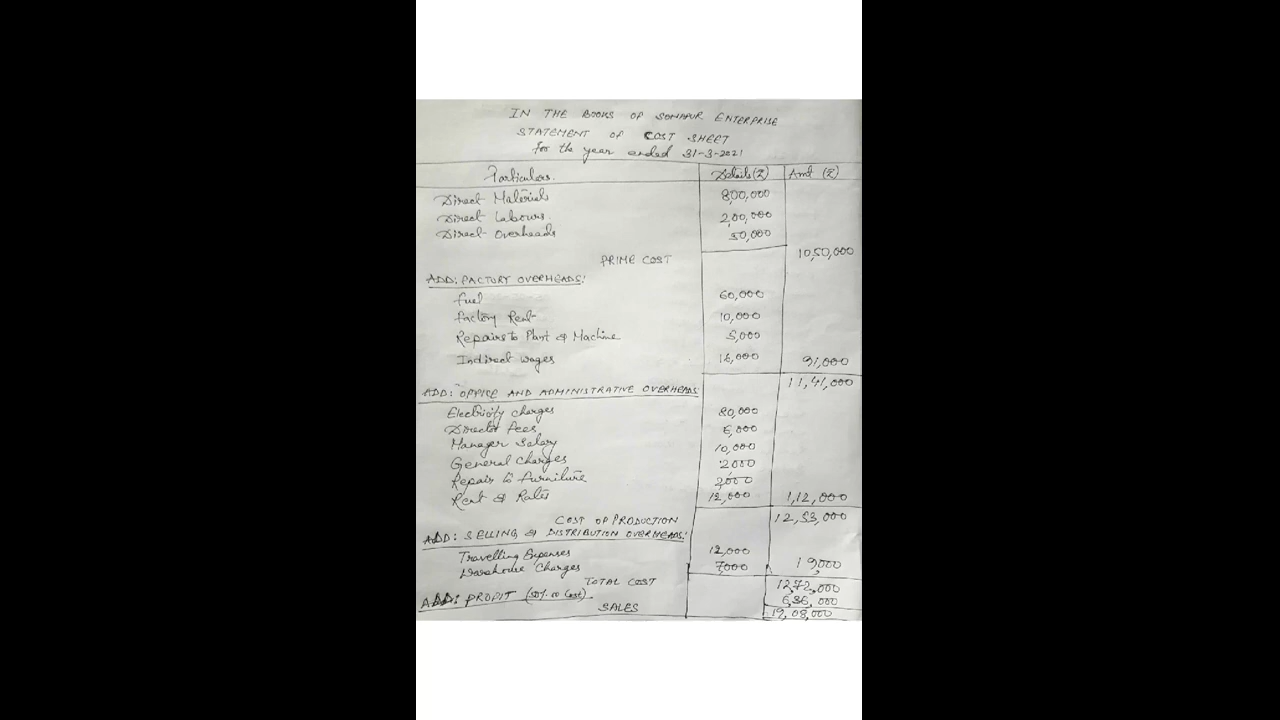 IN THE BOOKS OF SONAPUR ENTERPRISE
STATEMENT OF COST SHEET
for the year ended 31-3-2021
Particulars. Details(₹) Amt (₹)
Direct Materials 800,000
Direct Labours. 2,00,000
Direct Overheads 50,000
PRIME COST 10,50,000
ADD: FACTORY OVERHEADS:
fuel 60,000
factory Rent 10,000
Repairs to Plant & Machine 5,000
Indirect wages 16,000 91,000
11,41,000
ADD: OFFICE AND ADMINISTRATIVE OVERHEADS
Electricity charges 80,000
Director fees 6,000
Manager Salary 10,000
General Charges 2000
Repair to furniture 2,000
Rent & Rates 12,000 1,12,000
COST OF PRODUCTION 12,53,000
ADD: SELLING & DISTRIBUTION OVERHEADS:
Travelling Expenses 12,000
Warehouse Charges 7,000 19,000
TOTAL COST 12,72,000
ADD: PROFIT (50% on Cost) 6,36,000
SALES 19,08,000